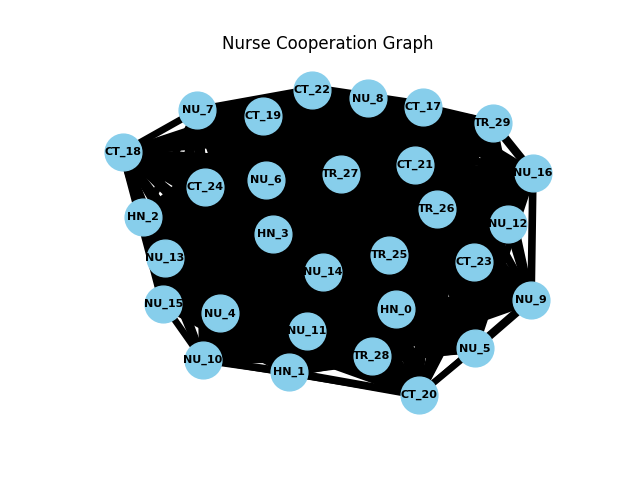 Nurse Cooperation Graph
CT_22
NU_8
CT_17
NU_7
CT_19
TR_29
CT_18
CT_21
NU_16
TR_27
NU_6
CT_24
TR_26
HN_2
NU_12
HN_3
TR_25
NU_13
CT_23
NU_14
NU_9
NU_15
HN_0
NU_4
NU_11
NU_5
TR_28
NU_10
HN_1
CT_20